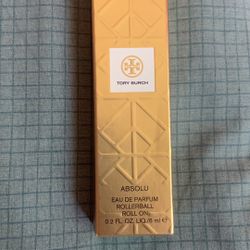 TORY BURCH
ABSOLU
EAU DE PARFUM
ROLLERBALL
ROLL ON
0.2 FL. OZ. LIQ./6 ml ℮